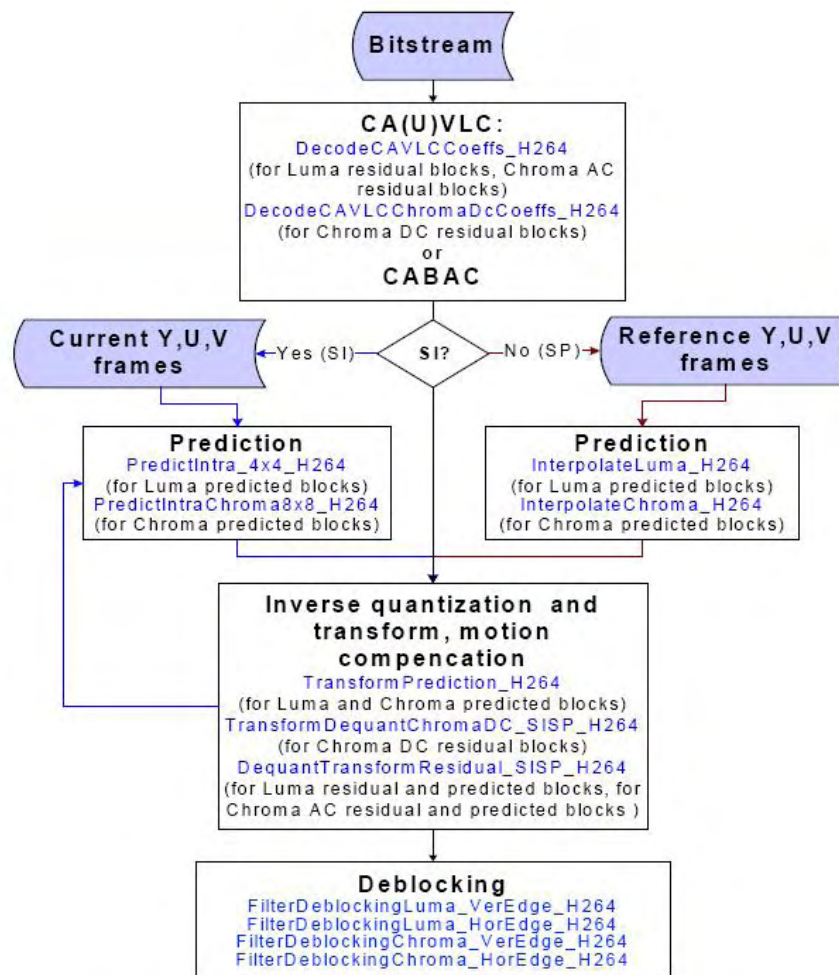 Bitstream
CA(U)VLC:
DecodeCAVLCCoeffs_H264
(for Luma residual blocks, Chroma AC
residual blocks)
DecodeCAVLCChromaDcCoeffs_H264
(for Chroma DC residual blocks)
or
CABAC
Current Y,U,V
frames
Yes (SI)
SI?
No (SP)
Reference Y,U,V
frames
Prediction
PredictIntra_4x4_H264
(for Luma predicted blocks)
PredictIntraChroma8x8_H264
(for Chroma predicted blocks)
Prediction
InterpolateLuma_H264
(for Luma predicted blocks)
InterpolateChroma_H264
(for Chroma predicted blocks)
Inverse quantization and
transform, motion
compencation
TransformPrediction_H264
(for Luma and Chroma predicted blocks)
TransformDequantChromaDC_SISP_H264
(for Chroma DC residual blocks)
DequantTransformResidual_SISP_H264
(for Luma residual and predicted blocks, for
Chroma AC residual and predicted blocks )
Deblocking
FilterDeblockingLuma_VerEdge_H264
FilterDeblockingLuma_HorEdge_H264
FilterDeblockingChroma_VerEdge_H264
FilterDeblockingChroma_HorEdge_H264